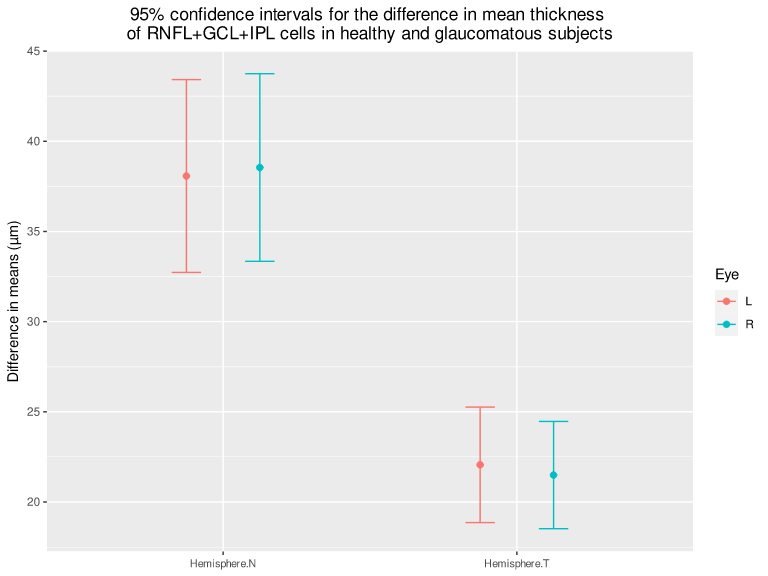 95% confidence intervals for the difference in mean thickness
of RNFL+GCL+IPL cells in healthy and glaucomatous subjects
45
40
35
30
25
20
Difference in means (µm)
Hemisphere.N
Hemisphere.T
Eye
L
R